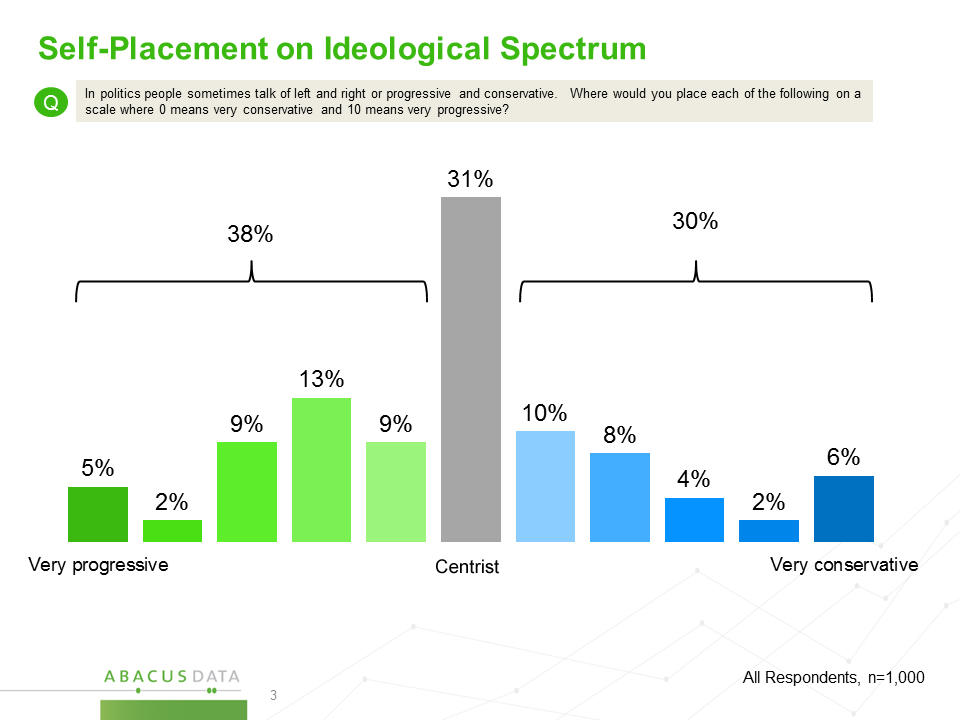 Self-Placement on Ideological Spectrum
Q
In politics people sometimes talk of left and right or progressive and conservative. Where would you place each of the following on a
scale where 0 means very conservative and 10 means very progressive?
31%
38%
30%
13%
9%
9%
10%
8%
5%
2%
4%
2%
6%
Very progressive
Centrist
Very conservative
ABACUS DATA
3
All Respondents, n=1,000